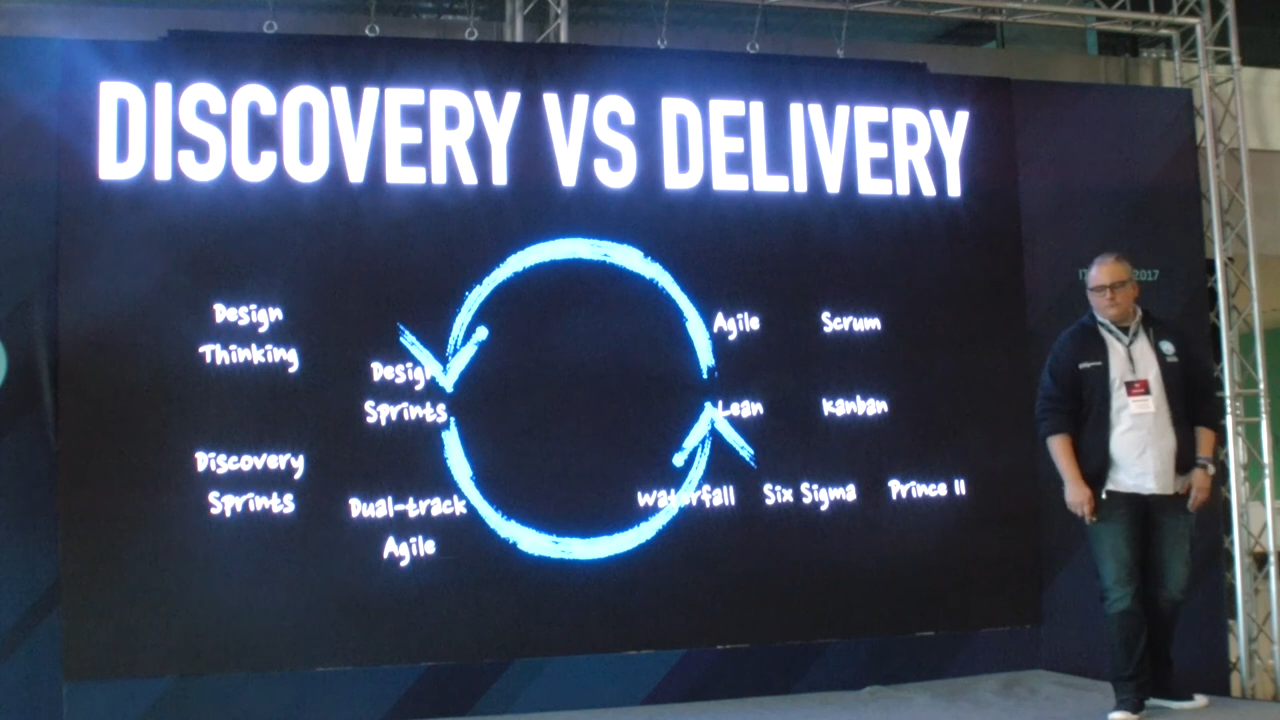 DISCOVERY VS DELIVERY
Design
Thinking
Design
Sprints
Discovery
Sprints
Dual-track
Agile
Agile Scrum
Lean Kanban
Waterfall Six Sigma Prince II
2017